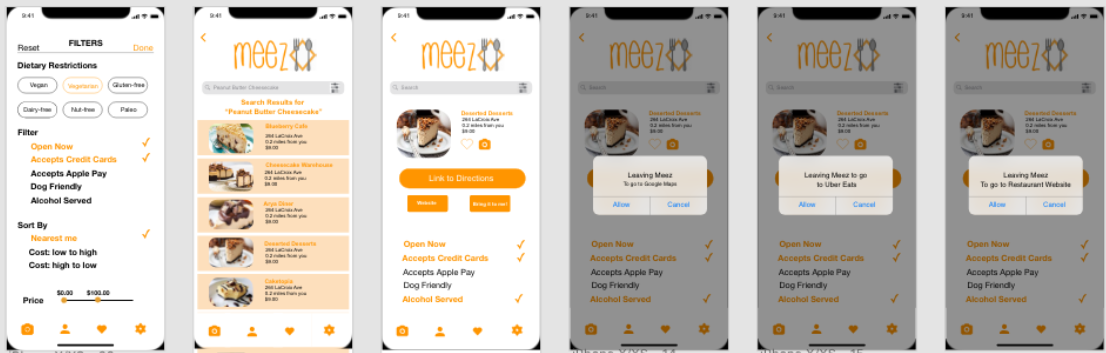 9:41
Reset
FILTERS
Done
Dietary Restrictions
Vegan
Vegetarian
Gluten-free
Dairy-free
Nut-free
Paleo
Filter
Open Now
Accepts Credit Cards
Accepts Apple Pay
Dog Friendly
Alcohol Served
Sort By
Nearest me
Cost: low to high
Cost: high to low
$0.00 $100.00
Price
9:41
meez
Peanut Butter Cheesecake
Search Results for
"Peanut Butter Cheesecake"
Blueberry Cafe
264 LaCroix Ave
0.2 miles from you
$9.00
Cheesecake Warehouse
264 LaCroix Ave
0.2 miles from you
$9.00
264 LaCroix Ave
0.2 miles from you
$9.00
Deserted Desserts
264 LaCroix Ave
0.2 miles from you
$9.00
264 LaCroix Ave
0.2 miles from you
$9.00
9:41
meez
Search
Deserted Desserts
264 LaCroix Ave
0.2 miles from you
$9.00
Link to Directions
Website
Bring it to me!
Open Now
Accepts Credit Cards
Accepts Apple Pay
Dog Friendly
Alcohol Served
9:41
meez
Search
Deserted Desserts
264 LaCroix Ave
0.2 miles from you
$9.00
Leaving Meez
To go to Google Maps
Allow
Cancel
Open Now
Accepts Credit Cards
Accepts Apple Pay
Dog Friendly
Alcohol Served
9:41
meez
Search
Deserted Desserts
264 LaCroix Ave
0.2 miles from you
$9.00
Leaving Meez to go
to Uber Eats
Allow
Cancel
Open Now
Accepts Credit Cards
Accepts Apple Pay
Dog Friendly
Alcohol Served
9:41
meez
Search
Deserted Desserts
264 LaCroix Ave
0.2 miles from you
$9.00
Leaving Meez
To go to Restaurant Website
Allow
Cancel
Open Now
Accepts Credit Cards
Accepts Apple Pay
Dog Friendly
Alcohol Served